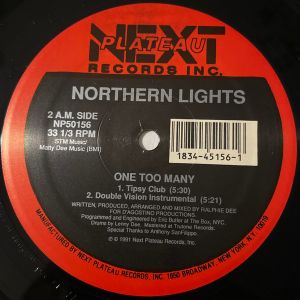 NEXT
PLATEAU
RECORDS INC.
NORTHERN LIGHTS
2 A.M. SIDE
NP50156
33 1/3 RPM
STM Music/
Matty Dee Music (BMI)
1834-45156-1
ONE TOO MANY
1. Tipsy Club (5:30)
2. Double Vision Instrumental (5:21)
WRITTEN, PRODUCED, ARRANGED AND MIXED BY RALPHIE DEE
FOR D'AGOSTINO PRODUCTIONS.
Programmed and Engineered by Eric Butler at The Box, NYC.
Drums by Lenny Dee. Mastered at Trutone Records.
Special Thanks to Anthony SanFilippo.
℗ © 1991 Next Plateau Records, Inc.
MANUFACTURED AND DISTRIBUTED BY NEXT PLATEAU RECORDS, INC. 1650 BROADWAY, NEW YORK, N.Y. 10019